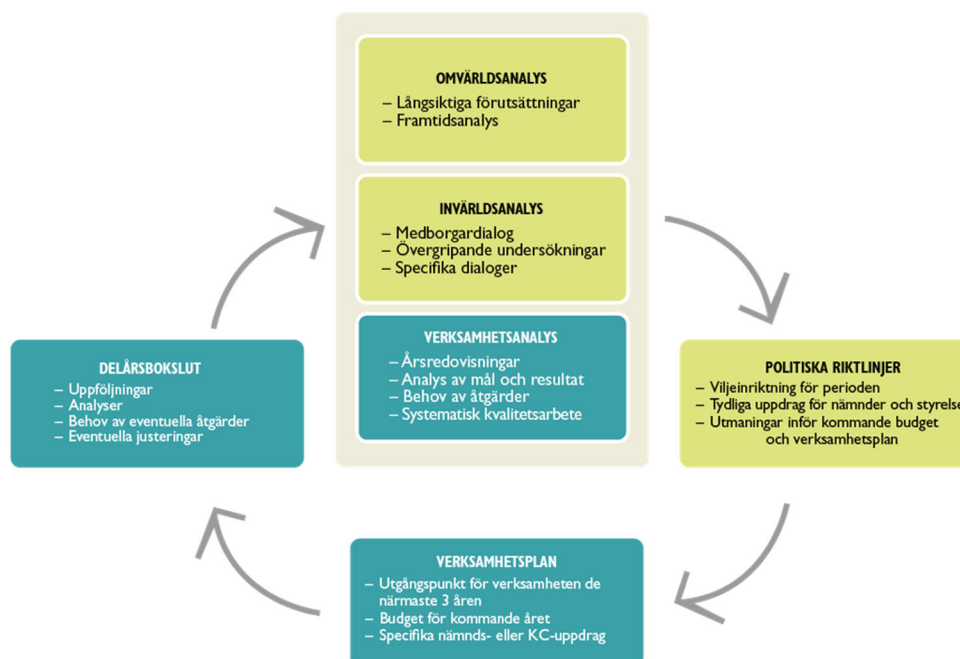 OMVÄRLDSANALYS
– Långsiktiga förutsättningar
– Framtidsanalys
INVÄRLDSANALYS
– Medborgardialog
– Övergripande undersökningar
– Specifika dialoger
VERKSAMHETSANALYS
– Årsredovisningar
– Analys av mål och resultat
– Behov av åtgärder
– Systematisk kvalitetsarbete
POLITISKA RIKTLINJER
– Viljeinriktning för perioden
– Tydliga uppdrag för nämnder och styrelse
– Utmaningar inför kommande budget
och verksamhetsplan
VERKSAMHETSPLAN
– Utgångspunkt för verksamheten de
närmaste 3 åren
– Budget för kommande året
– Specifika nämnds- eller KC-uppdrag
DELÅRSBOKSLUT
– Uppföljningar
– Analyser
– Behov av eventuella åtgärder
– Eventuella justeringar